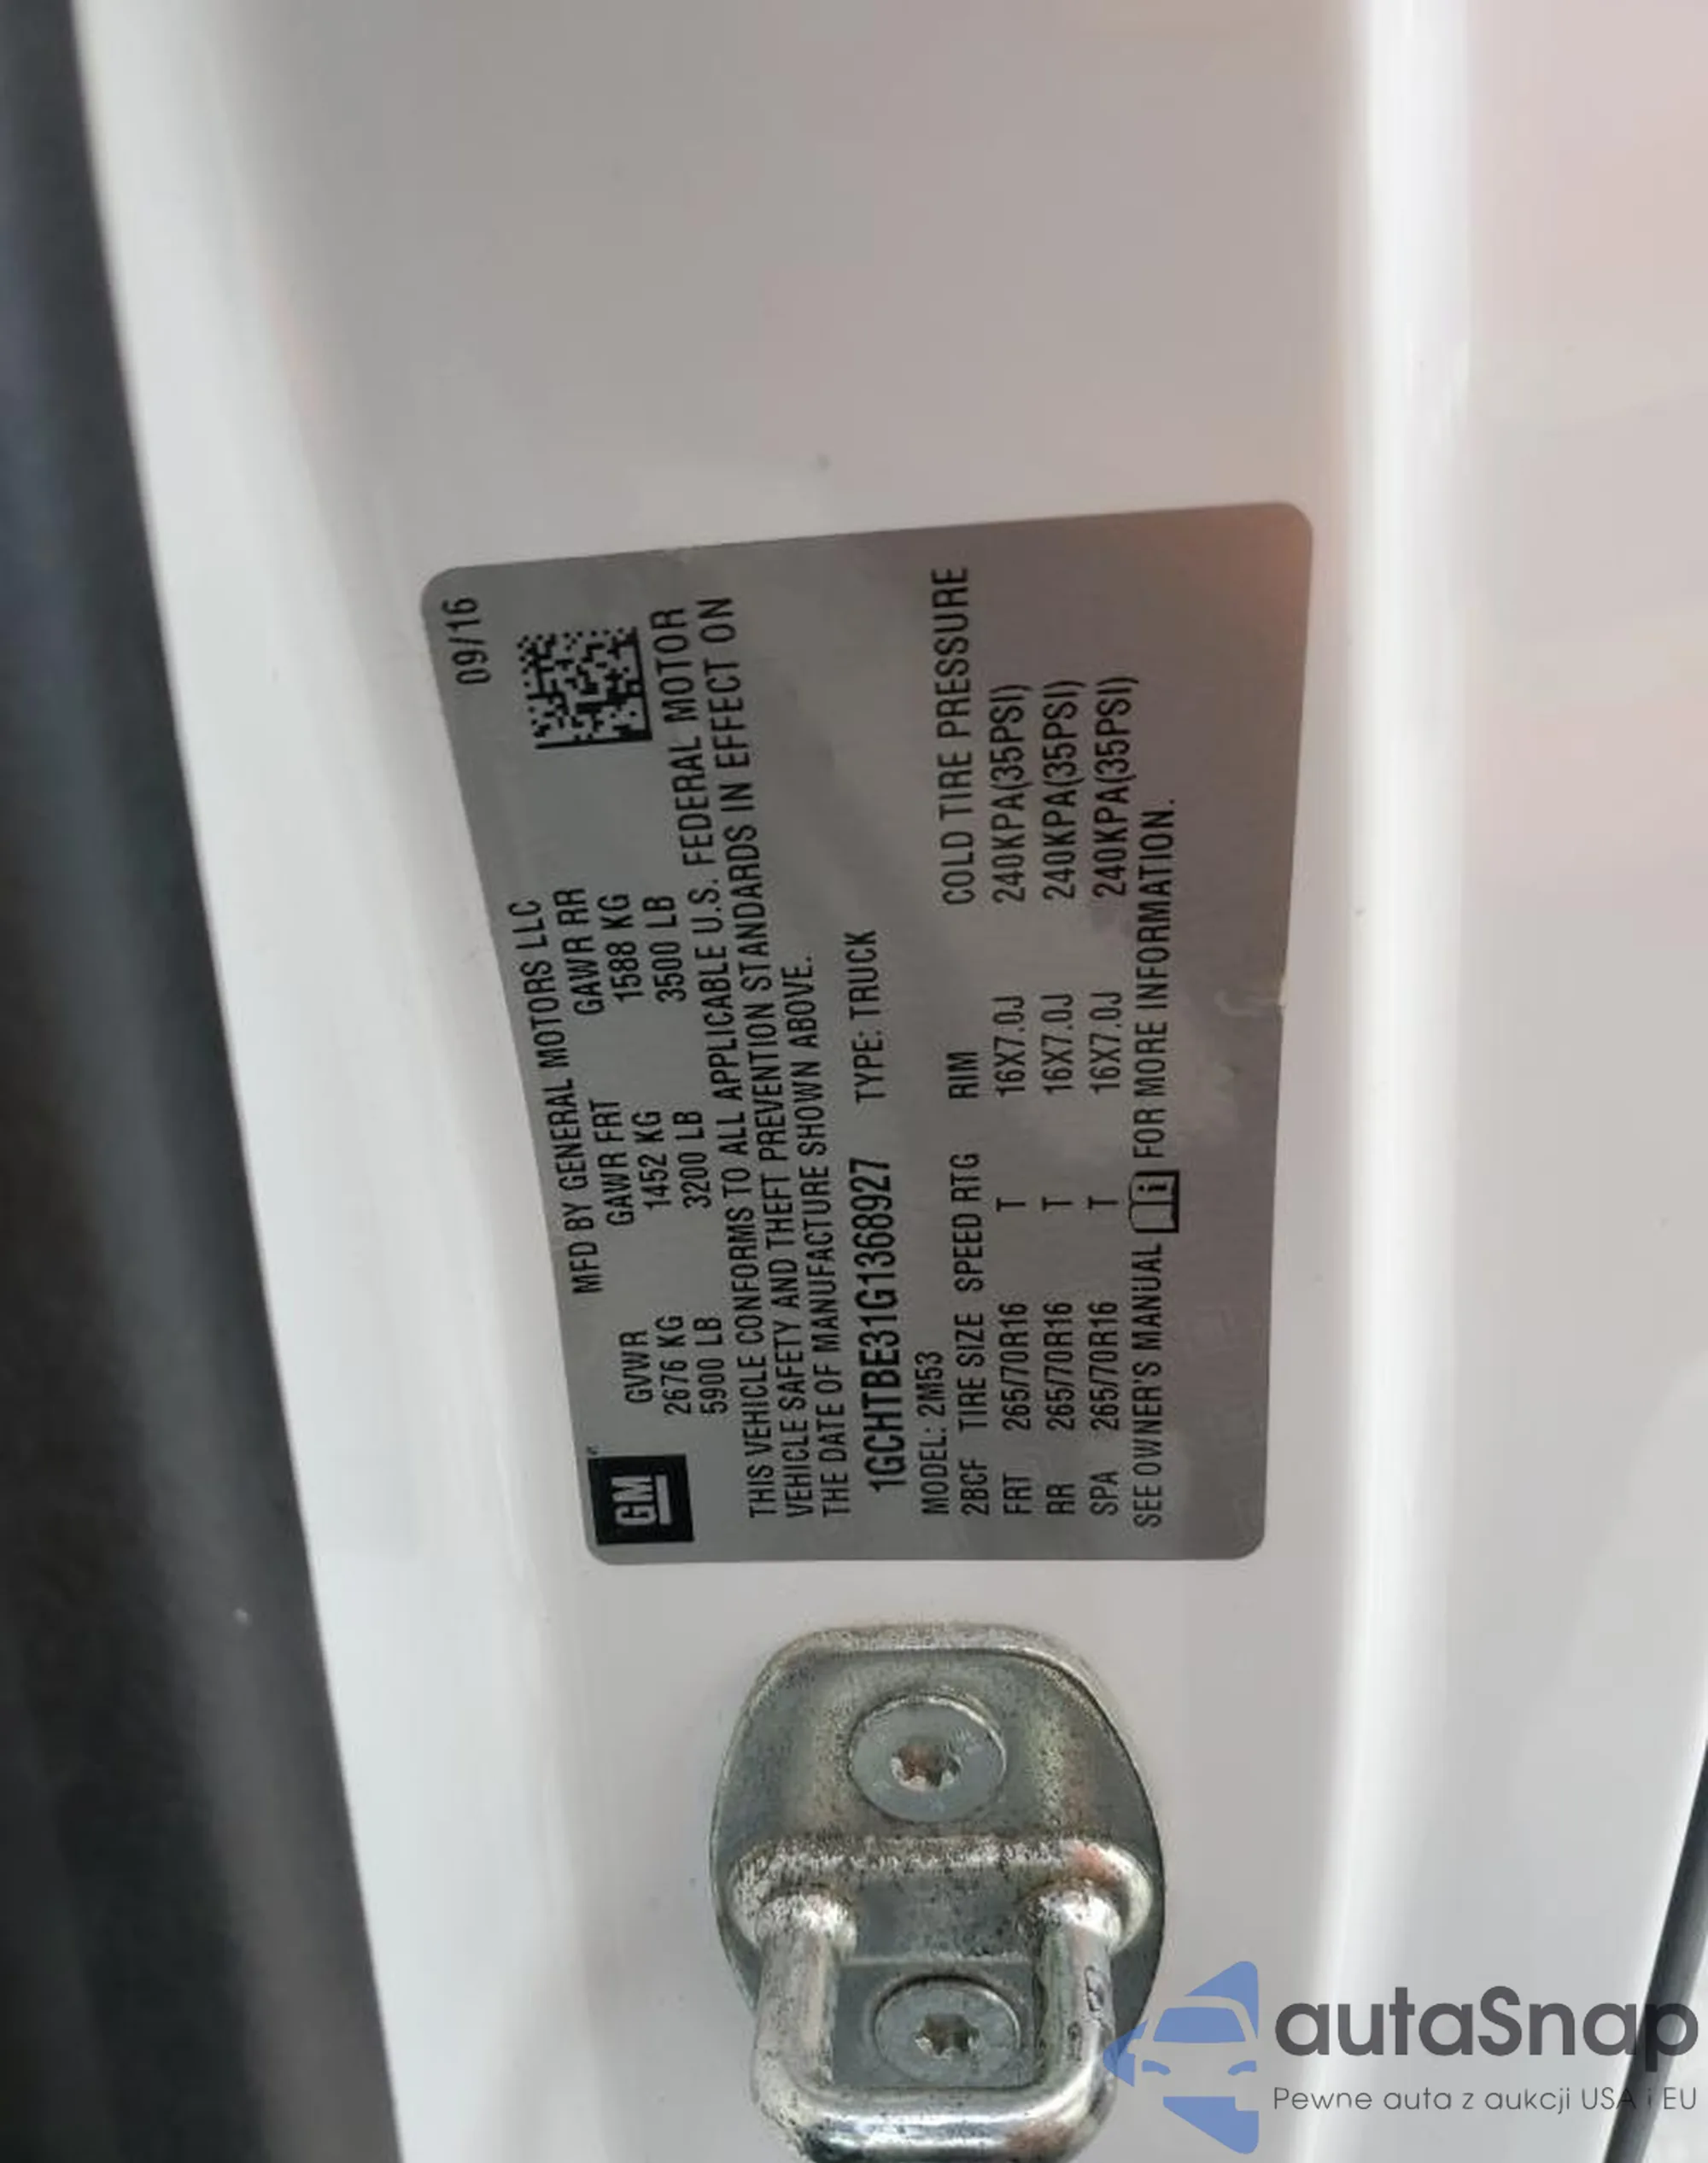 09/16
MFD BY GENERAL MOTORS LLC
GM
GVWR GAWR FRT GAWR RR
2676 KG 1452 KG 1588 KG
5900 LB 3200 LB 3500 LB
THIS VEHICLE CONFORMS TO ALL APPLICABLE U.S. FEDERAL MOTOR
VEHICLE SAFETY AND THEFT PREVENTION STANDARDS IN EFFECT ON
THE DATE OF MANUFACTURE SHOWN ABOVE.
1GCHTBE31G1368927 TYPE: TRUCK
MODEL: 2M53
2BCF TIRE SIZE SPEED RTG RIM COLD TIRE PRESSURE
FRT 265/70R16 T 16X7.0J 240KPA(35PSI)
RR 265/70R16 T 16X7.0J 240KPA(35PSI)
SPA 265/70R16 T 16X7.0J 240KPA(35PSI)
SEE OWNER'S MANUAL i FOR MORE INFORMATION.
autaSnap
Pewne auta z aukcji USA i EU